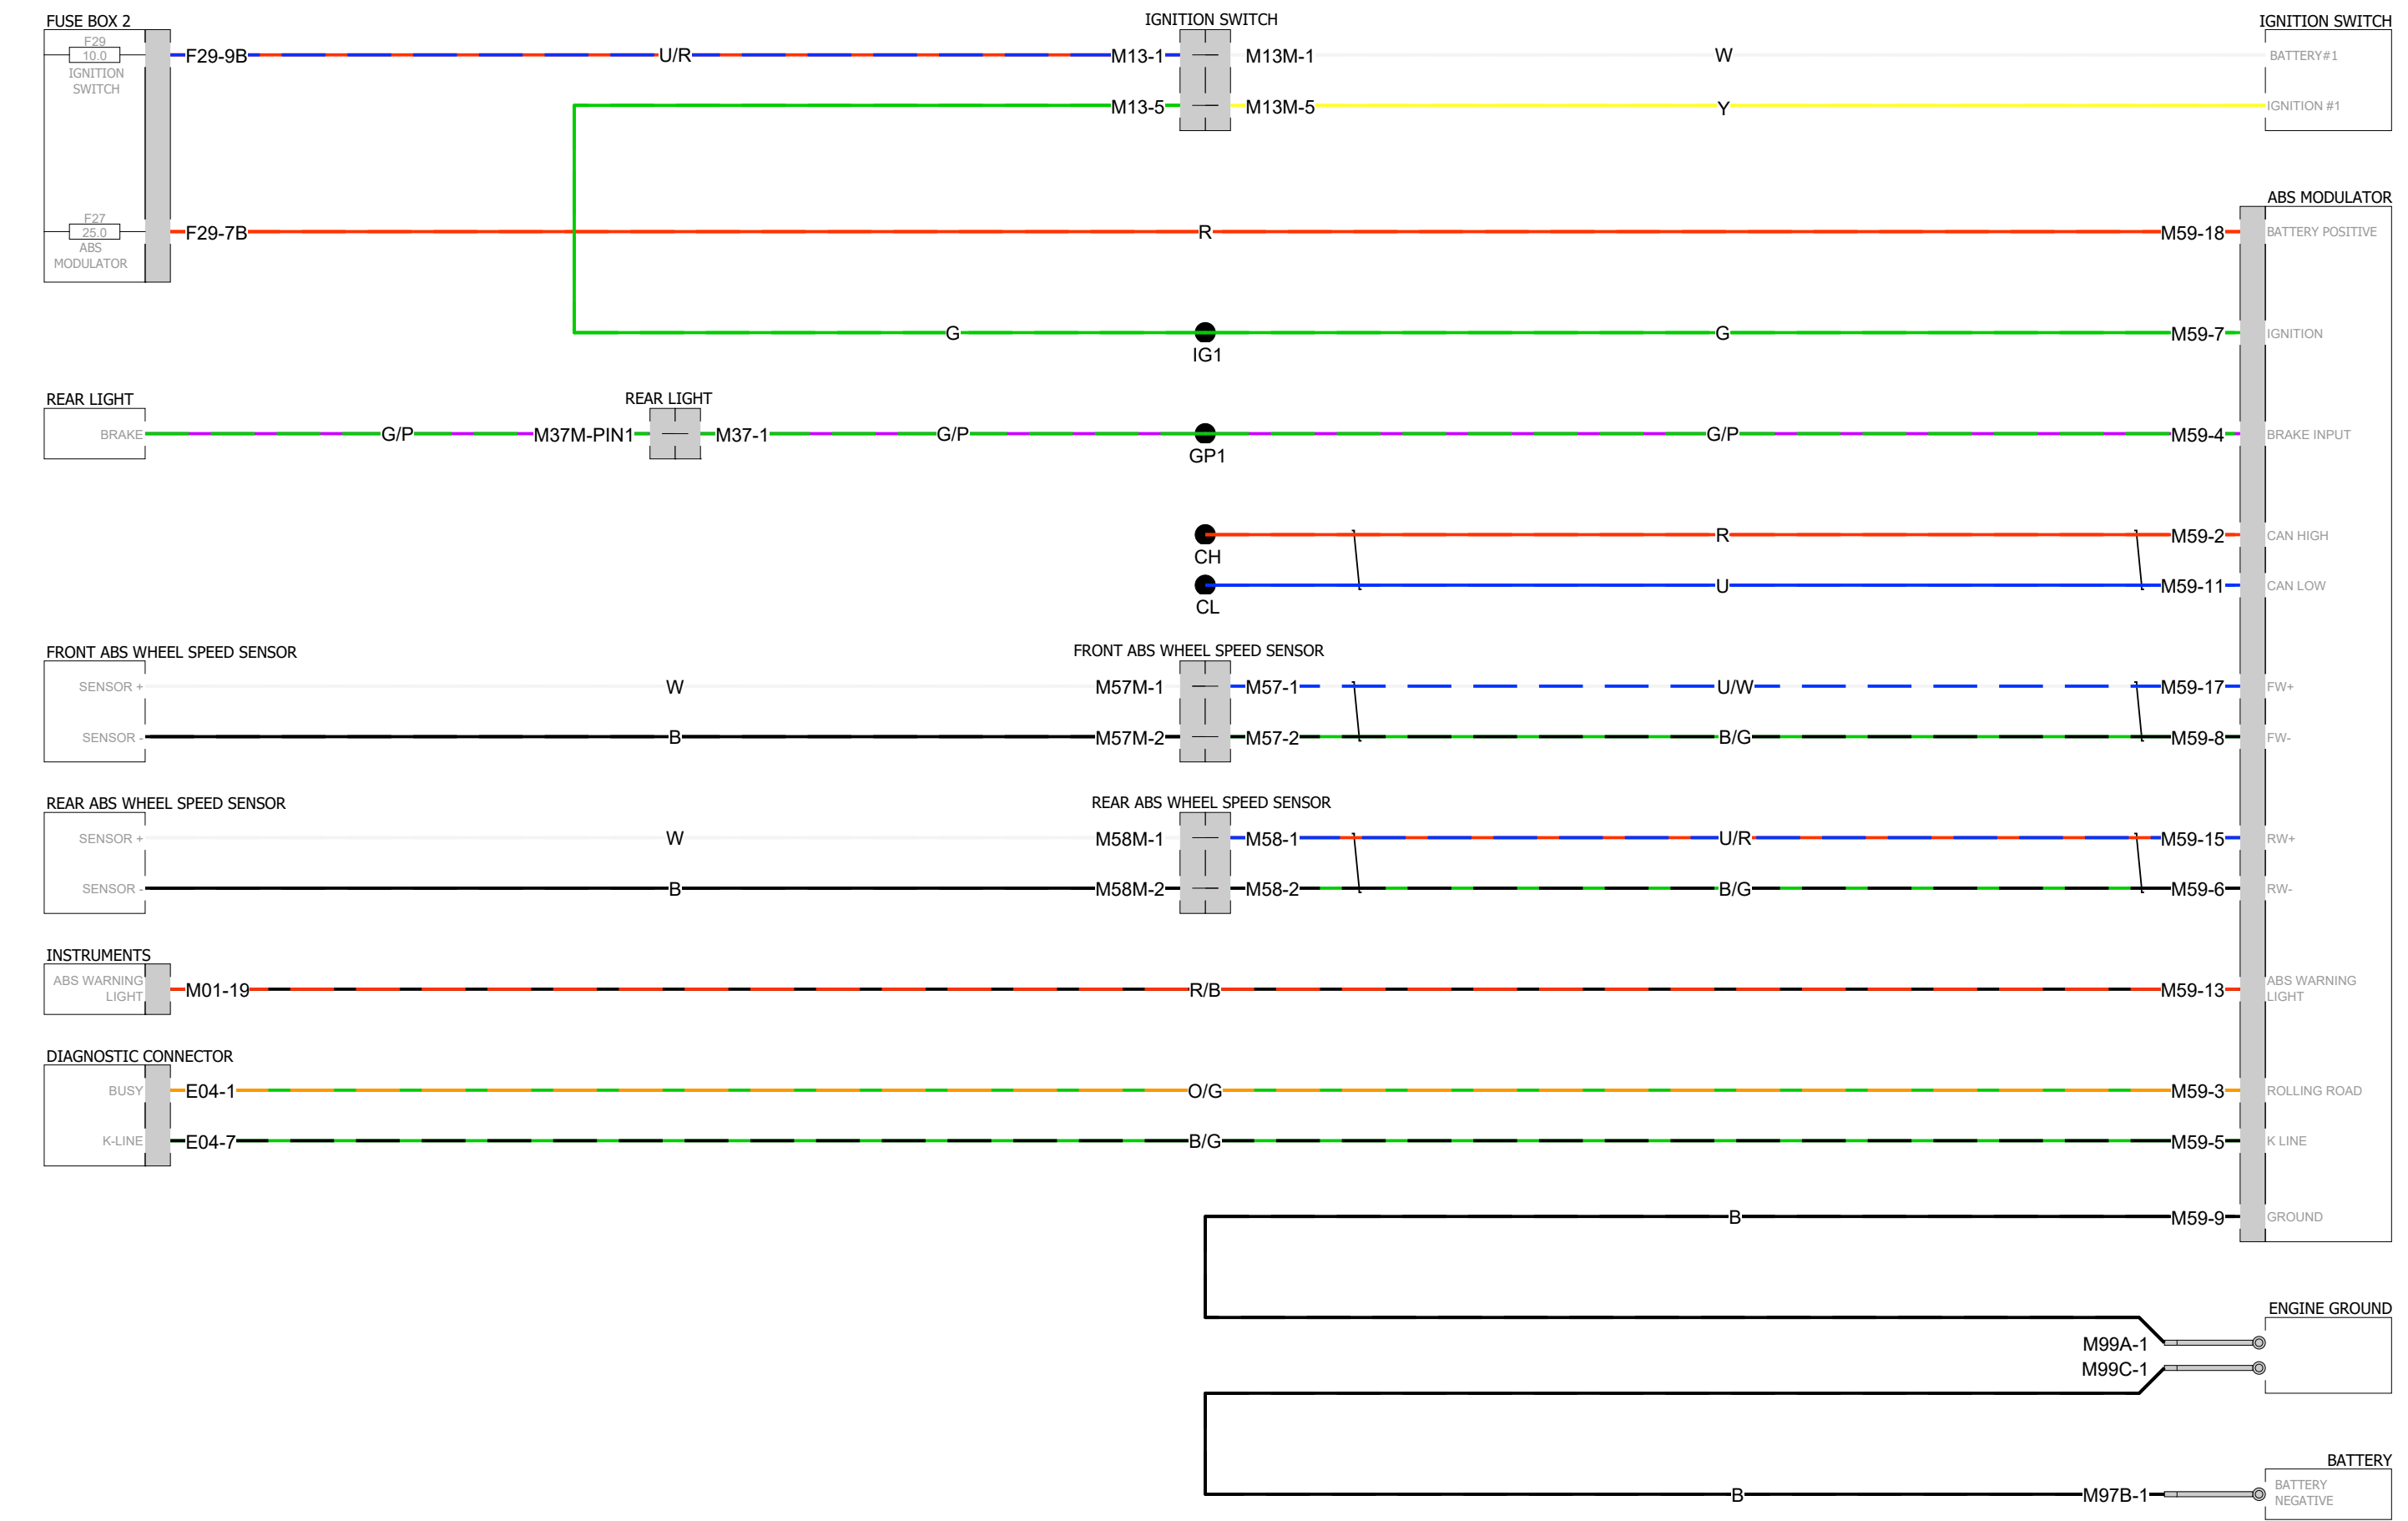 FUSE BOX 2
IGNITION SWITCH
IGNITION SWITCH
F29
10.0
IGNITION
SWITCH
F29-9B
U/R
M13-1
M13M-1
W
BATTERY#1
M13-5
M13M-5
Y
IGNITION #1
ABS MODULATOR
F27
25.0
ABS
MODULATOR
F29-7B
R
M59-18
BATTERY POSITIVE
G
IG1
G
M59-7
IGNITION
REAR LIGHT
REAR LIGHT
BRAKE
G/P
M37M-PIN1
M37-1
G/P
GP1
G/P
M59-4
BRAKE INPUT
CH
R
M59-2
CAN HIGH
CL
U
M59-11
CAN LOW
FRONT ABS WHEEL SPEED SENSOR
FRONT ABS WHEEL SPEED SENSOR
SENSOR +
W
M57M-1
M57-1
U/W
M59-17
FW+
SENSOR -
B
M57M-2
M57-2
B/G
M59-8
FW-
REAR ABS WHEEL SPEED SENSOR
REAR ABS WHEEL SPEED SENSOR
SENSOR +
W
M58M-1
M58-1
U/R
M59-15
RW+
SENSOR -
B
M58M-2
M58-2
B/G
M59-6
RW-
INSTRUMENTS
ABS WARNING
LIGHT
M01-19
R/B
M59-13
ABS WARNING
LIGHT
DIAGNOSTIC CONNECTOR
BUSY
E04-1
O/G
M59-3
ROLLING ROAD
K-LINE
E04-7
B/G
M59-5
K LINE
B
M59-9
GROUND
ENGINE GROUND
M99A-1
M99C-1
BATTERY
B
M97B-1
BATTERY
NEGATIVE